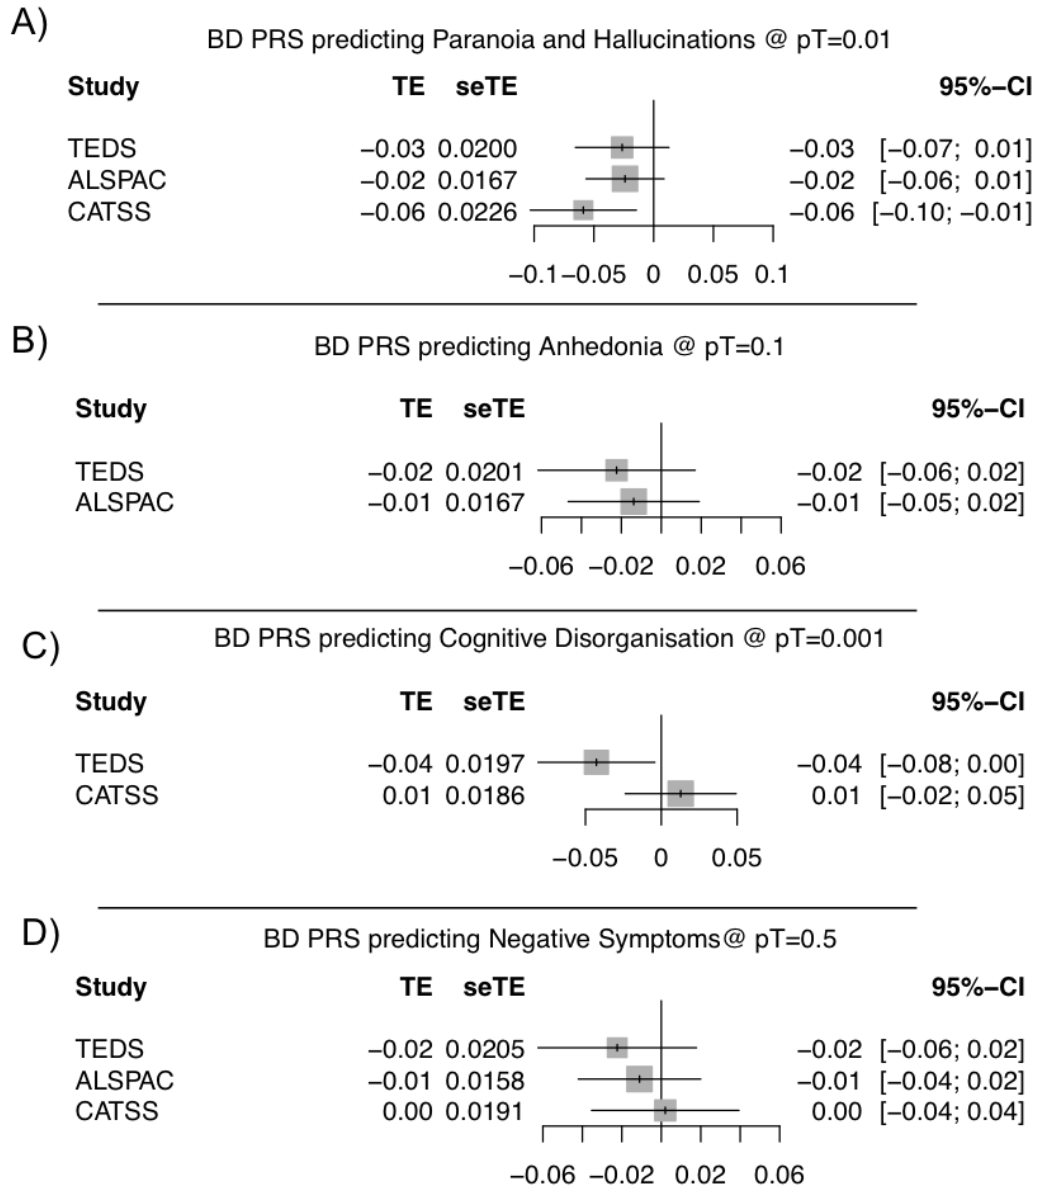 A)
BD PRS predicting Paranoia and Hallucinations @ pT=0.01
Study TE seTE 95%−CI
TEDS −0.03 0.0200 −0.03 [−0.07; 0.01]
ALSPAC −0.02 0.0167 −0.02 [−0.06; 0.01]
CATSS −0.06 0.0226 −0.06 [−0.10; −0.01]
−0.1 −0.05 0 0.05 0.1
B)
BD PRS predicting Anhedonia @ pT=0.1
Study TE seTE 95%−CI
TEDS −0.02 0.0201 −0.02 [−0.06; 0.02]
ALSPAC −0.01 0.0167 −0.01 [−0.05; 0.02]
−0.06 −0.02 0.02 0.06
C)
BD PRS predicting Cognitive Disorganisation @ pT=0.001
Study TE seTE 95%−CI
TEDS −0.04 0.0197 −0.04 [−0.08; 0.00]
CATSS 0.01 0.0186 0.01 [−0.02; 0.05]
−0.05 0 0.05
D)
BD PRS predicting Negative Symptoms@ pT=0.5
Study TE seTE 95%−CI
TEDS −0.02 0.0205 −0.02 [−0.06; 0.02]
ALSPAC −0.01 0.0158 −0.01 [−0.04; 0.02]
CATSS 0.00 0.0191 0.00 [−0.04; 0.04]
−0.06 −0.02 0.02 0.06